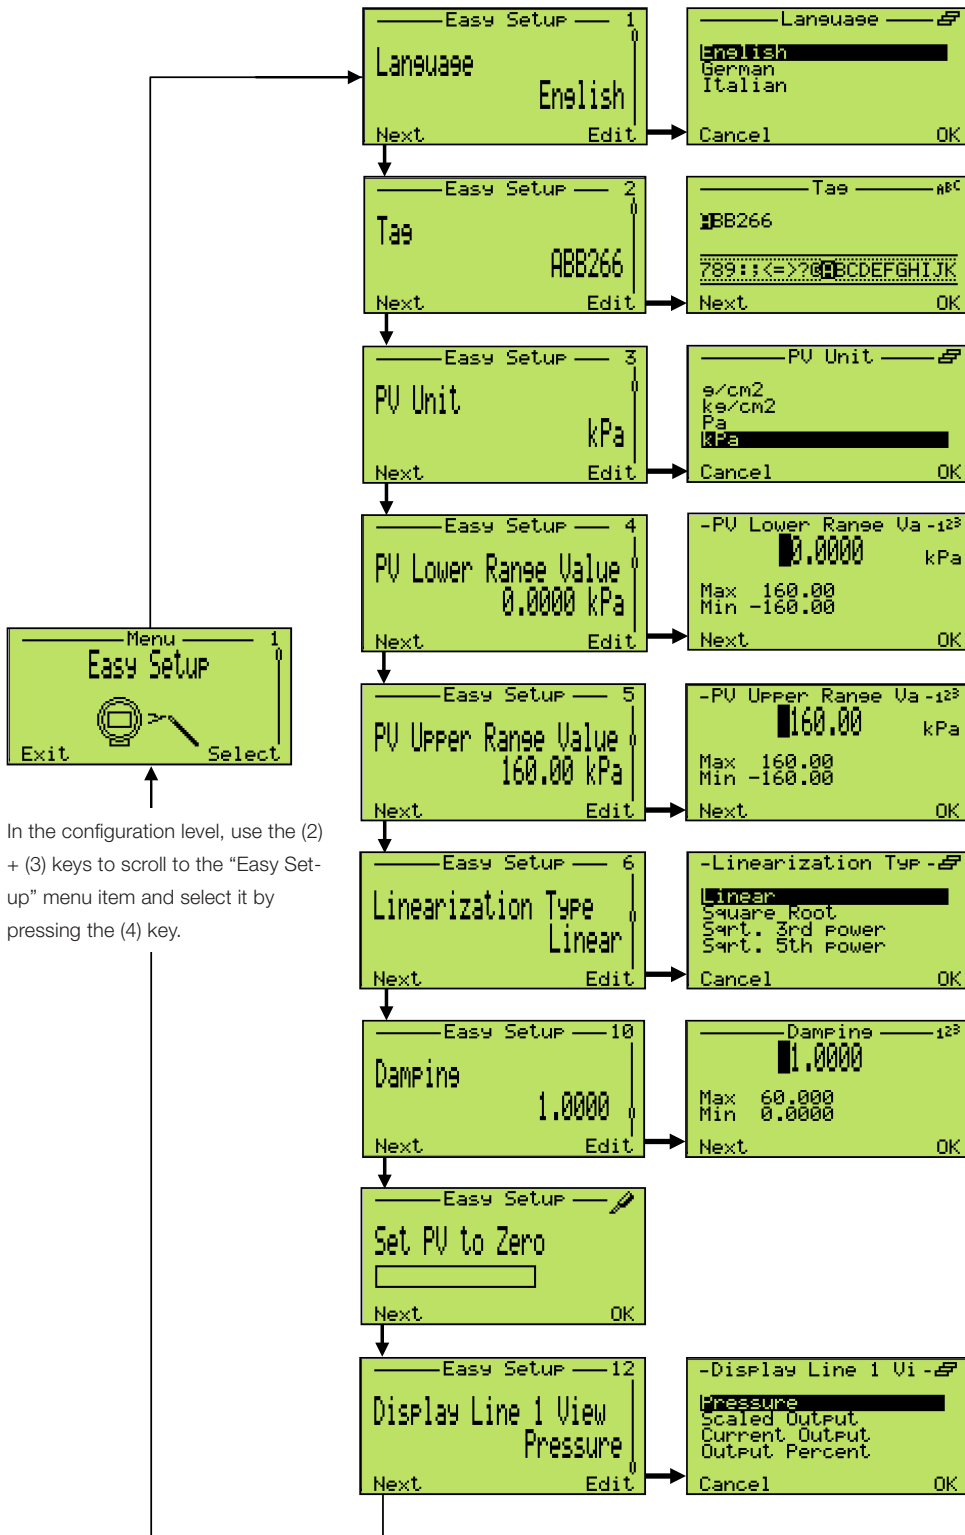 Easy Setup 1
Language
English
Next Edit
Language
English
German
Italian
Cancel OK
Easy Setup 2
Tag
ABB266
Next Edit
Tag ABC
ABB266
789:;<=>?@ABCDEFGHIJK
Next OK
Easy Setup 3
PV Unit
kPa
Next Edit
PV Unit
g/cm2
kg/cm2
Pa
kPa
Cancel OK
Easy Setup 4
PV Lower Range Value
0.0000 kPa
Next Edit
-PV Lower Range Va-123
0.0000 kPa
Max 160.00
Min -160.00
Next OK
Menu 1
Easy Setup
Exit Select
In the configuration level, use the (2)
+ (3) keys to scroll to the “Easy Set-
up” menu item and select it by
pressing the (4) key.
Easy Setup 5
PV Upper Range Value
160.00 kPa
Next Edit
-PV Upper Range Va-123
160.00 kPa
Max 160.00
Min -160.00
Next OK
Easy Setup 6
Linearization Type
Linear
Next Edit
-Linearization Typ-
Linear
Square Root
Sqrt. 3rd power
Sqrt. 5th power
Cancel OK
Easy Setup 10
Damping
1.0000
Next Edit
Damping 123
1.0000
Max 60.000
Min 0.0000
Next OK
Easy Setup
Set PV to Zero
Next OK
Easy Setup 12
Display Line 1 View
Pressure
Next Edit
-Display Line 1 Vi-
Pressure
Scaled Output
Current Output
Output Percent
Cancel OK